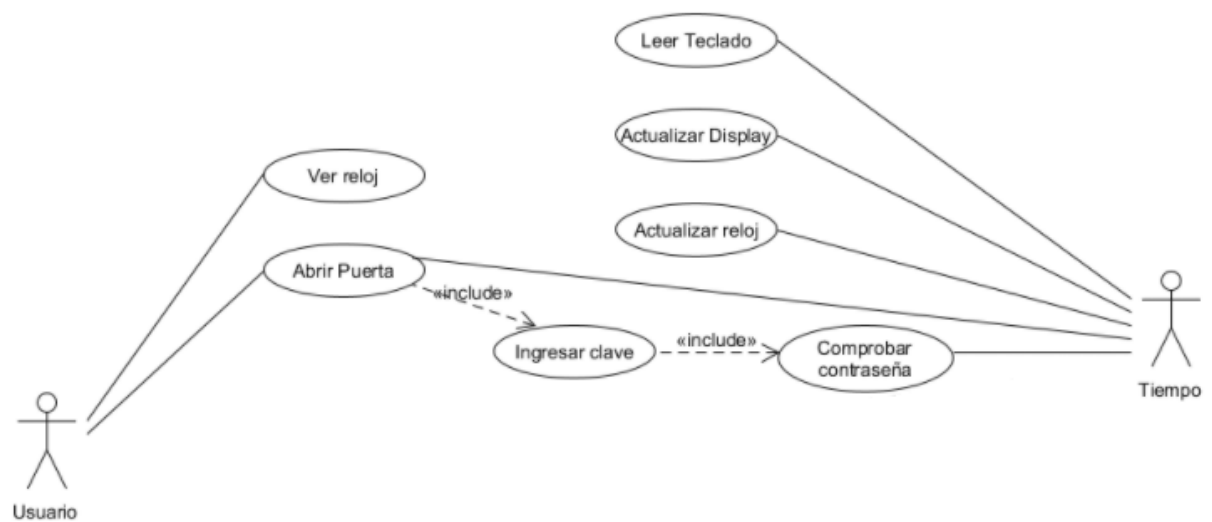 Leer Teclado
Actualizar Display
Ver reloj
Actualizar reloj
Abrir Puerta
«include»
«include»
Ingresar clave
Comprobar
contraseña
Tiempo
Usuario